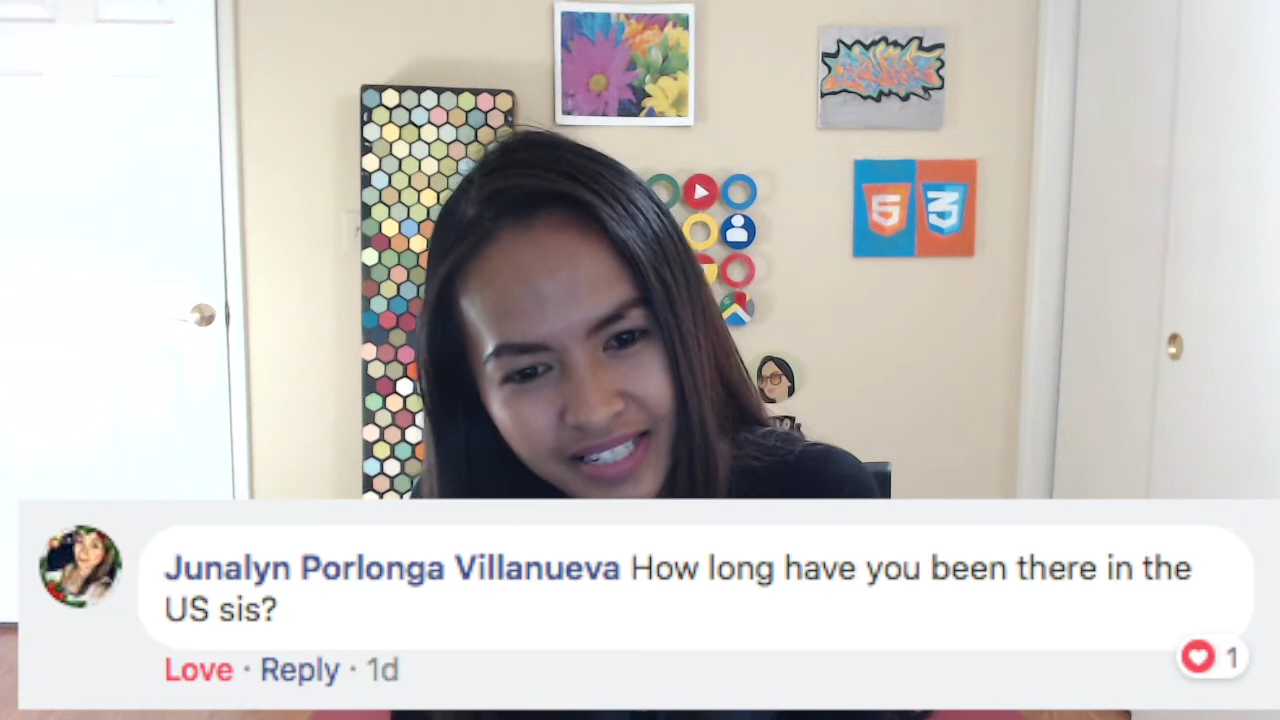 5 3
Junalyn Porlonga Villanueva How long have you been there in the
US sis?
Love · Reply · 1d
1